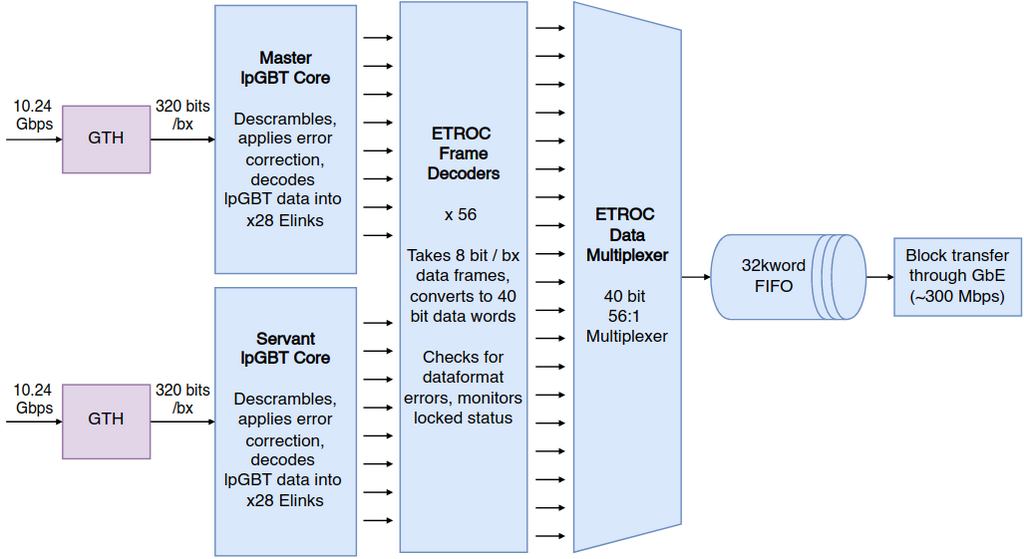 10.24
Gbps
GTH
320 bits
/bx
Master
lpGBT Core
Descrambles,
applies error
correction,
decodes
lpGBT data into
x28 Elinks
10.24
Gbps
GTH
320 bits
/bx
Servant
lpGBT Core
Descrambles,
applies error
correction,
decodes
lpGBT data into
x28 Elinks
ETROC
Frame
Decoders
x 56
Takes 8 bit / bx
data frames,
converts to 40
bit data words
Checks for
dataformat
errors, monitors
locked status
ETROC
Data
Multiplexer
40 bit
56:1
Multiplexer
32kword
FIFO
Block transfer
through GbE
(~300 Mbps)